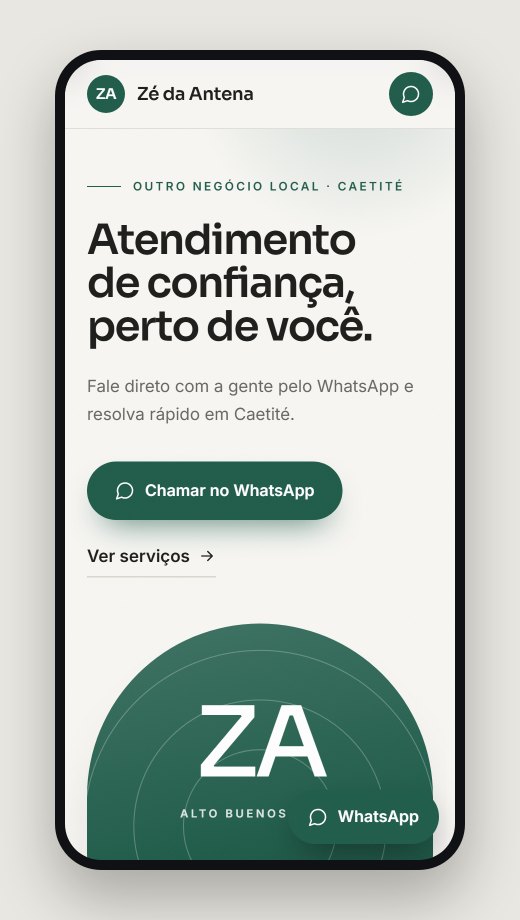 ZA Zé da Antena
OUTRO NEGÓCIO LOCAL · CAETITÉ
Atendimento
de confiança,
perto de você.
Fale direto com a gente pelo WhatsApp e
resolva rápido em Caetité.
Chamar no WhatsApp
Ver serviços →
ZA
ALTO BUENOS
WhatsApp